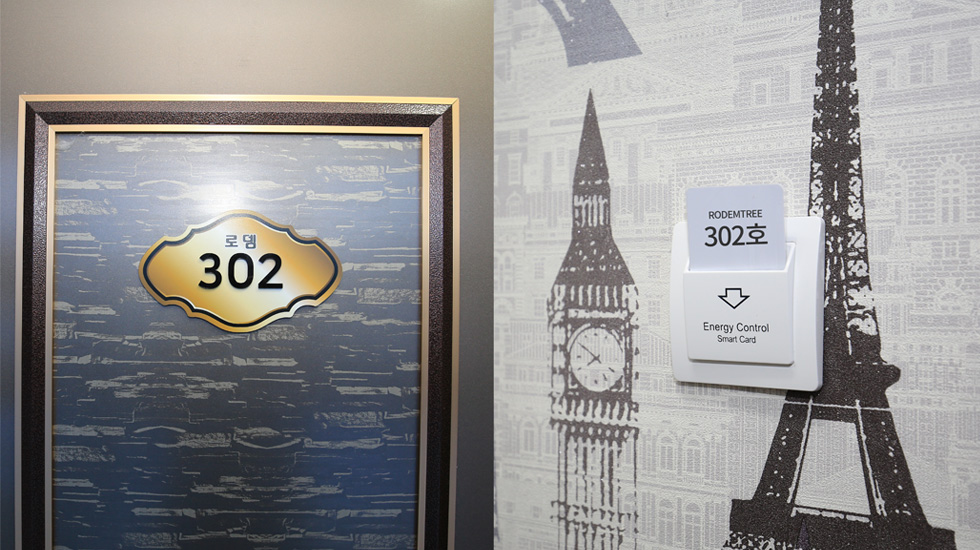 로뎀
302
RODEMTREE
302호
Energy Control
Smart Card